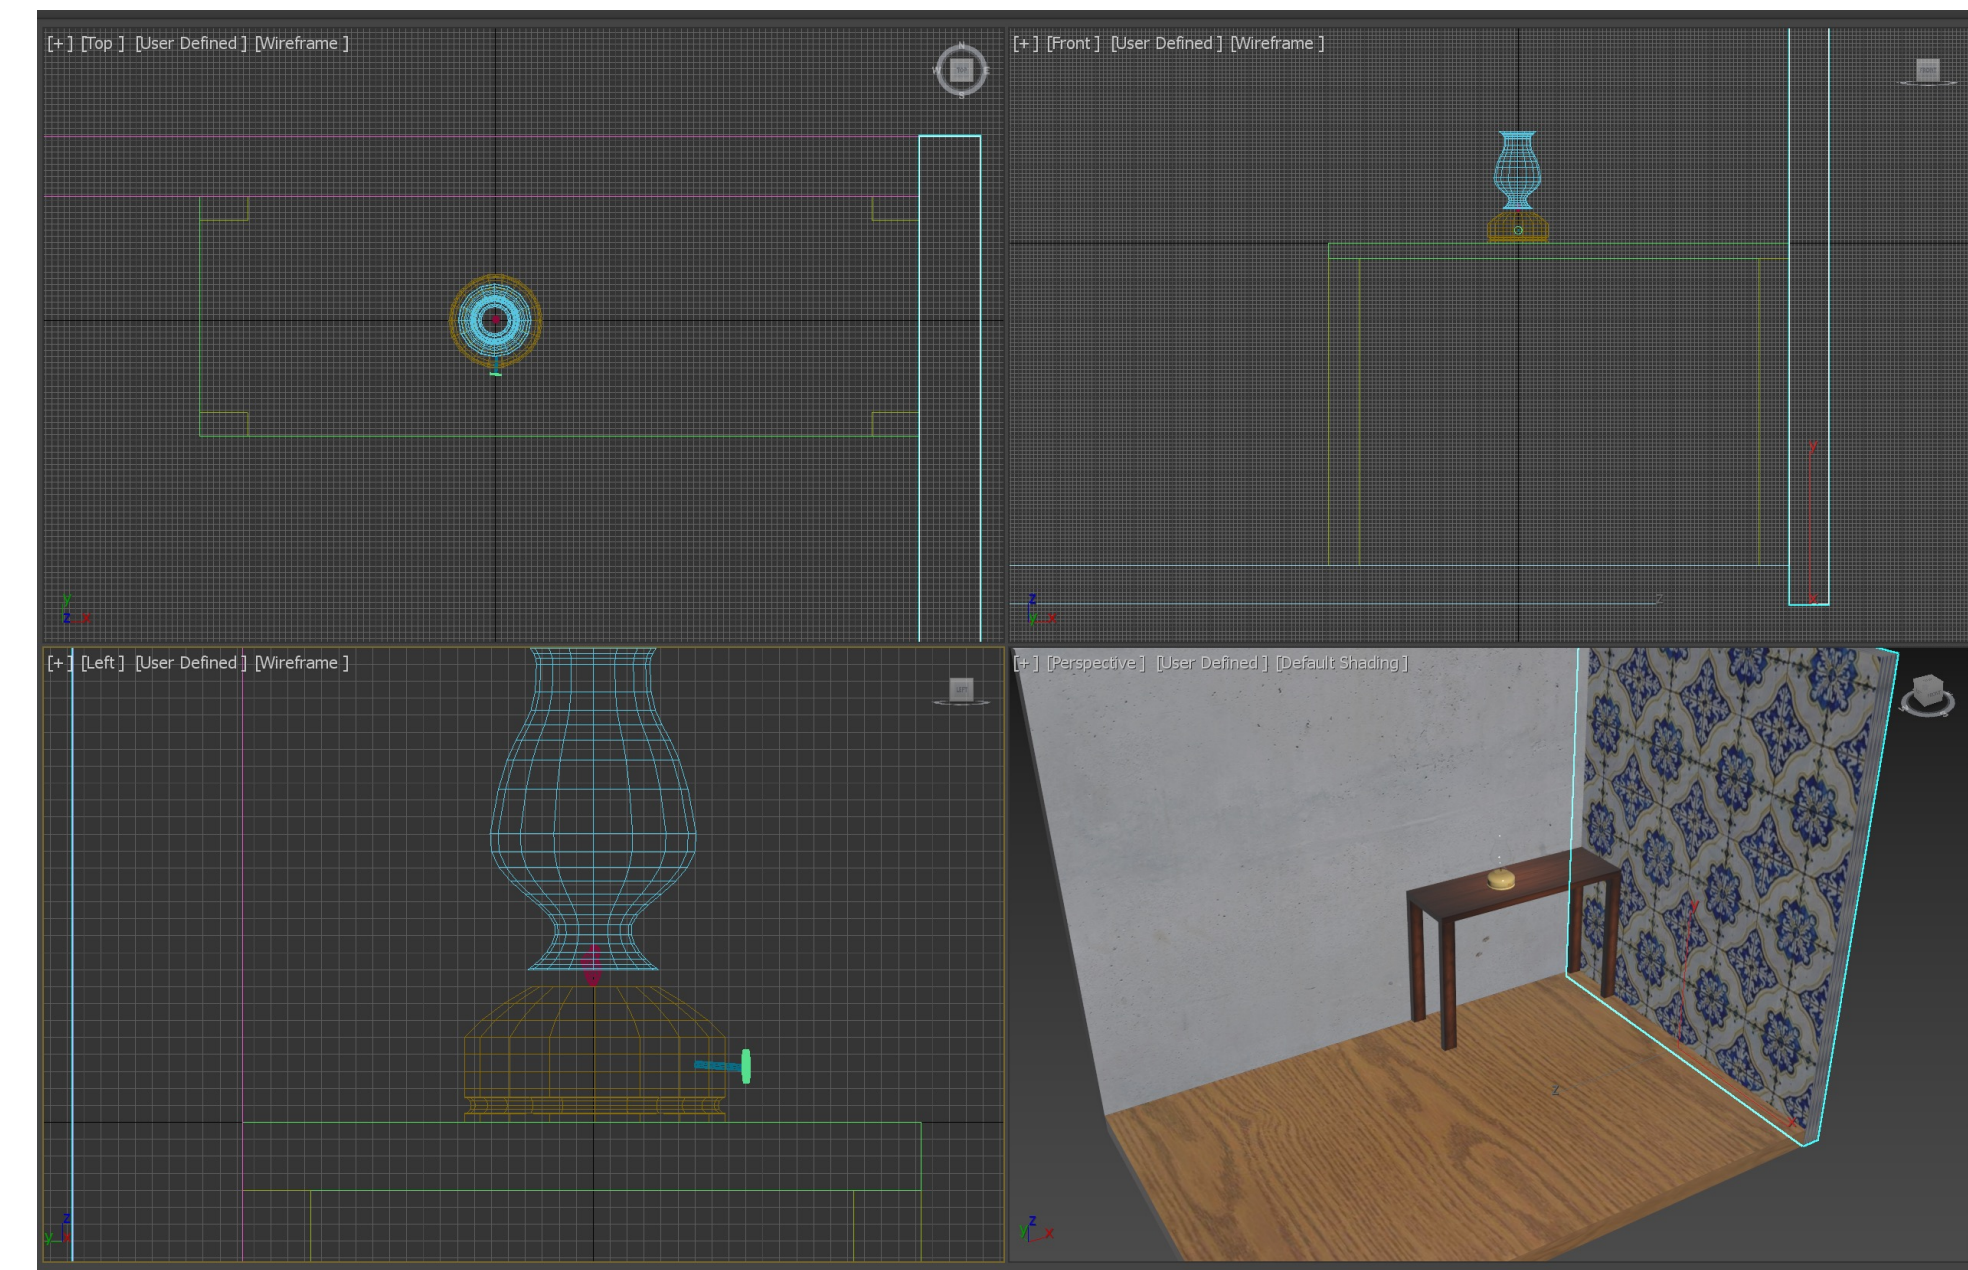 [+] [Top ] [User Defined ] [Wireframe ]
N
W E
S
[+] [Front ] [User Defined ] [Wireframe ]
y
z
x
y
z x
z
y x
z
x
[+] [Left ] [User Defined ] [Wireframe ]
z
y x
[+] [Perspective ] [User Defined ] [Default Shading ]
y
z
x
z
y x